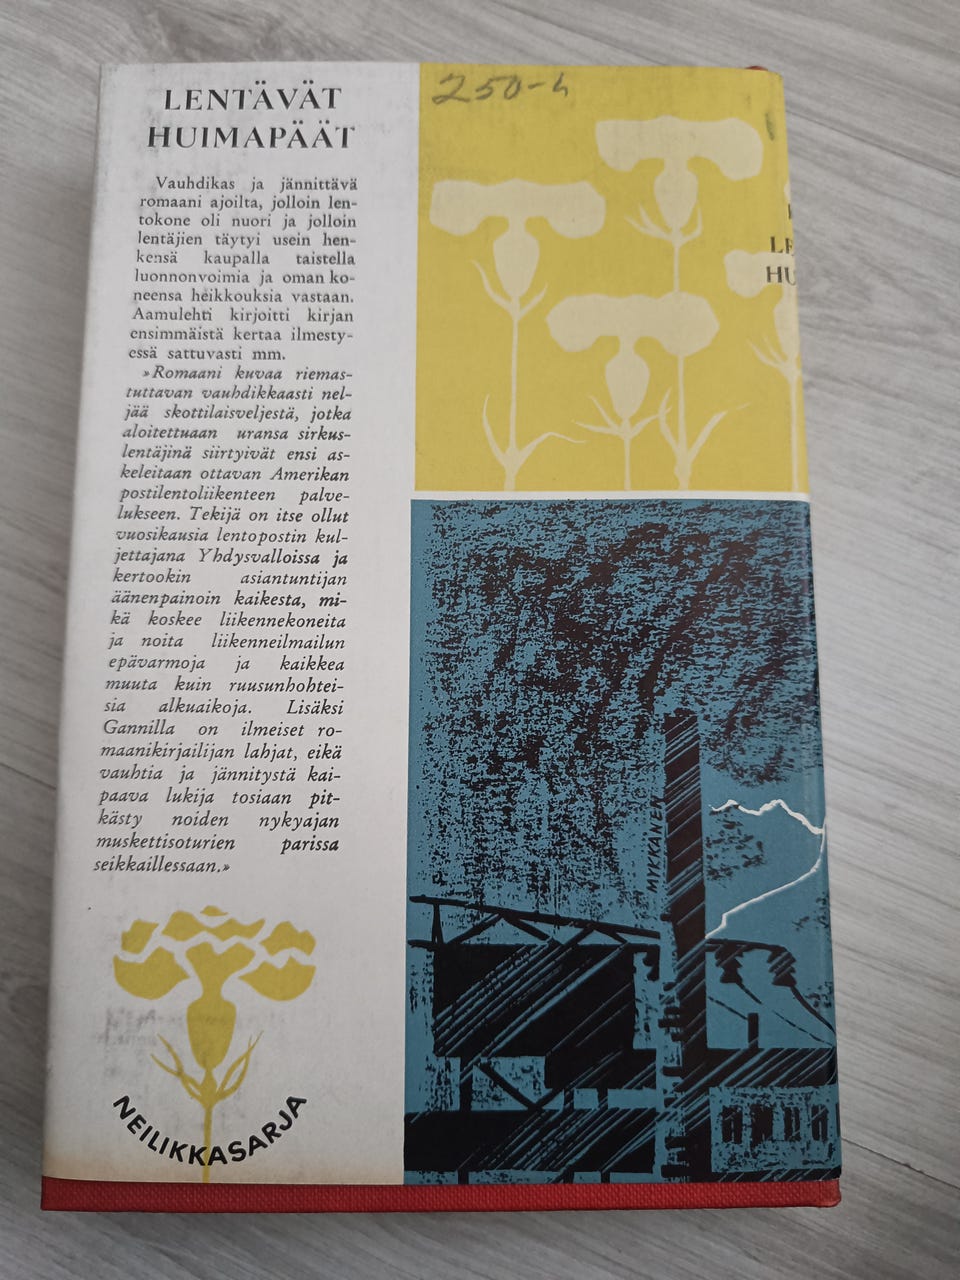 LENTÄVÄT
HUIMAPÄÄT
Vauhdikas ja jännittävä
romaani ajoilta, jolloin len-
tokone oli nuori ja jolloin
lentäjien täytyi usein hen-
kensä kaupalla taistella
luonnonvoimia ja oman ko-
neensa heikkouksia vastaan.
Aamulehti kirjoitti kirjan
ensimmäistä kertaa ilmesty-
essä sattuvasti mm.
»Romaani kuvaa riemas-
tuttavan vauhdikkaasti nel-
jää skottilaisveljestä, jotka
aloitettuaan uransa sirkus-
lentäjinä siirtyivät ensi as-
keleitaan ottavan Amerikan
postilentoliikenteen palve-
lukseen. Tekijä on itse ollut
vuosikausia lentopostin kul-
jettajana Yhdysvalloissa ja
kertookin asiantuntijan
äänenpainoin kaikesta, mi-
kä koskee liikennekoneita
ja noita liikenneilmailun
epävarmoja ja kaikkea
muuta kuin ruusunhohtei-
sia alkuaikoja. Lisäksi
Gannilla on ilmeiset ro-
maanikirjailijan lahjat, eikä
vauhtia ja jännitystä kai-
paava lukija tosiaan pit-
kästy noiden nykyajan
muskettisoturien parissa
seikkaillessaan.»
NEILIKKASARJA
250-
LE
HU
MYKKÄNEN